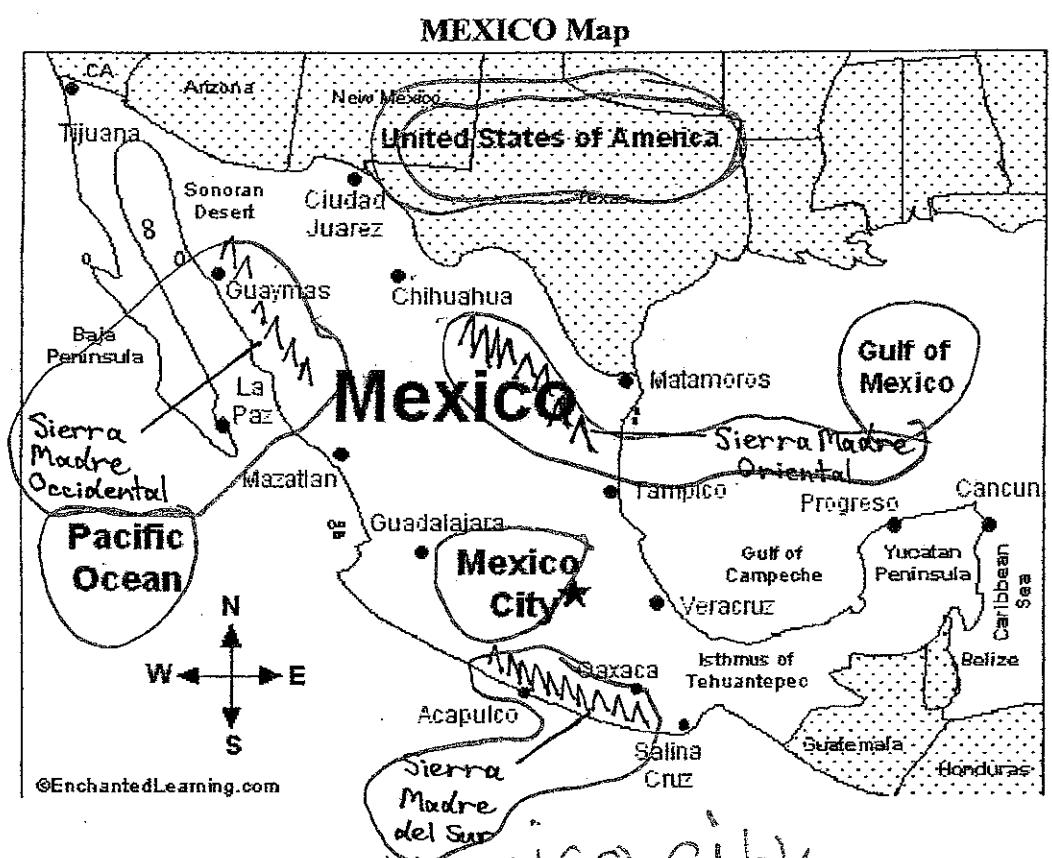 MEXICO Map
CA
Arizona
New Mexico
United States of America
Texas
Tijuana
Sonoran
Desert
Ciudad
Juarez
8
Guaymas
Chihuahua
Baja
Peninsula
La
Paz
Mexico
Matamoros
Gulf of
Mexico
Sierra
Madre
Occidental
Sierra Madre
Oriental
Mazatlan
Tampico
Progreso
Cancun
Pacific
Ocean
Guadalajara
Mexico
City
Gulf of
Campeche
Yucatan
Peninsula
Caribbean
Sea
Veracruz
N
W
E
S
Oaxaca
Isthmus of
Tehuantepec
Belize
Acapulco
Salina
Cruz
Guatemala
Honduras
©EnchantedLearning.com
Sierra
Madre
del Sur
city